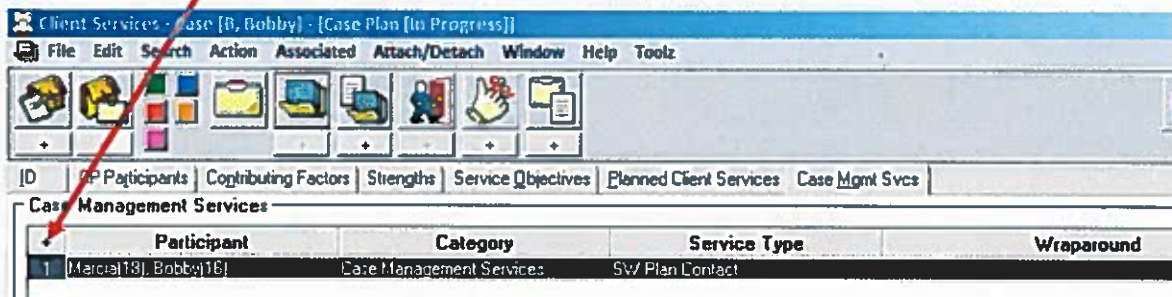 Client Services - Case [B, Bobby] - [Case Plan [In Progress]]
File Edit Search Action Associated Attach/Detach Window Help Toolz
+ + + + +
ID CP Participants Contributing Factors Strengths Service Objectives Planned Client Services Case Mgmt Svcs
Case Management Services
+ Participant Category Service Type Wraparound
1 Marcia[13], Bobby[16] Case Management Services SW Plan Contact